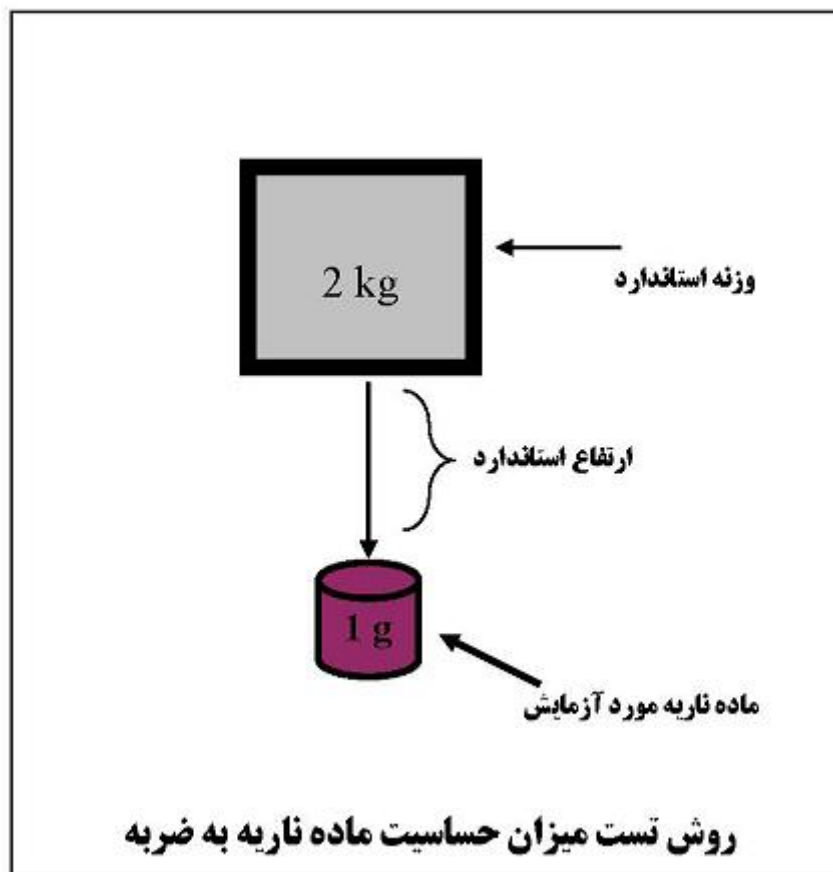 2 kg
وزنه استاندارد
ارتفاع استاندارد
1 g
ماده ناریه مورد آزمایش
روش تست میزان حساسیت ماده ناریه به ضربه